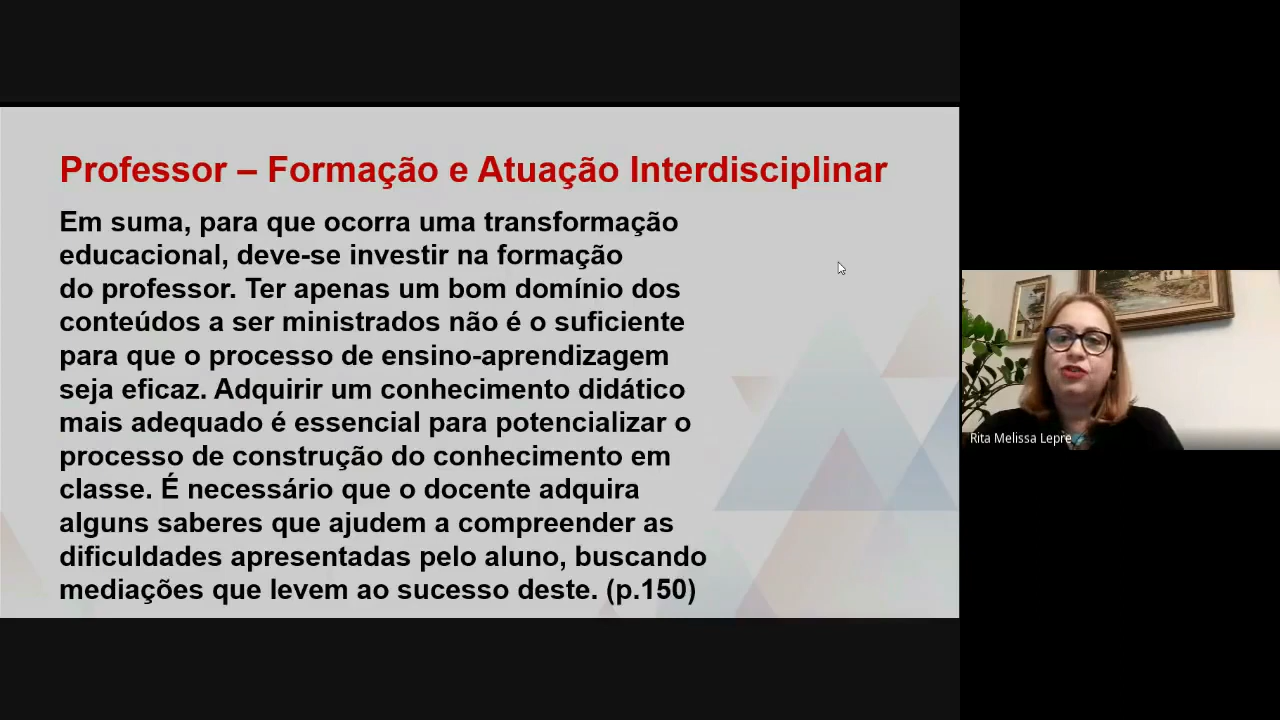 Professor – Formação e Atuação Interdisciplinar
Em suma, para que ocorra uma transformação
educacional, deve-se investir na formação
do professor. Ter apenas um bom domínio dos
conteúdos a ser ministrados não é o suficiente
para que o processo de ensino-aprendizagem
seja eficaz. Adquirir um conhecimento didático
mais adequado é essencial para potencializar o
processo de construção do conhecimento em
classe. É necessário que o docente adquira
alguns saberes que ajudem a compreender as
dificuldades apresentadas pelo aluno, buscando
mediações que levem ao sucesso deste. (p.150)
Rita Melissa Lepre